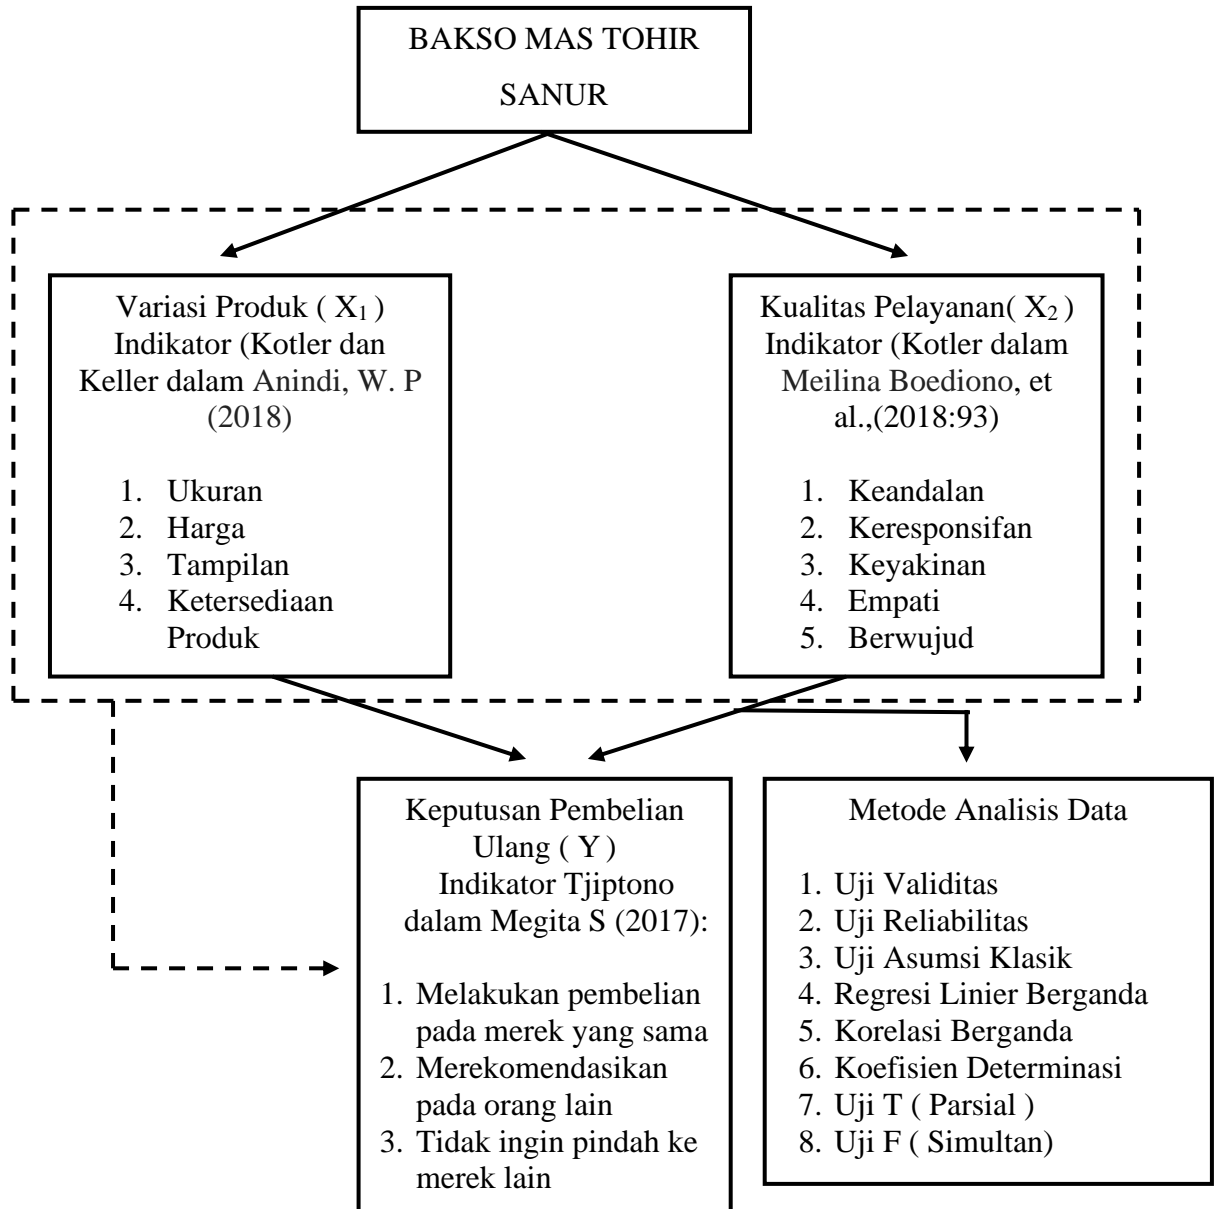 BAKSO MAS TOHIR
SANUR
Variasi Produk ( X₁ )
Indikator (Kotler dan
Keller dalam Anindi, W. P
(2018)
1. Ukuran
2. Harga
3. Tampilan
4. Ketersediaan
Produk
Kualitas Pelayanan( X₂ )
Indikator (Kotler dalam
Meilina Boediono, et
al.,(2018:93)
1. Keandalan
2. Keresponsifan
3. Keyakinan
4. Empati
5. Berwujud
Keputusan Pembelian
Ulang ( Y )
Indikator Tjiptono
dalam Megita S (2017):
1. Melakukan pembelian
pada merek yang sama
2. Merekomendasikan
pada orang lain
3. Tidak ingin pindah ke
merek lain
Metode Analisis Data
1. Uji Validitas
2. Uji Reliabilitas
3. Uji Asumsi Klasik
4. Regresi Linier Berganda
5. Korelasi Berganda
6. Koefisien Determinasi
7. Uji T ( Parsial )
8. Uji F ( Simultan)